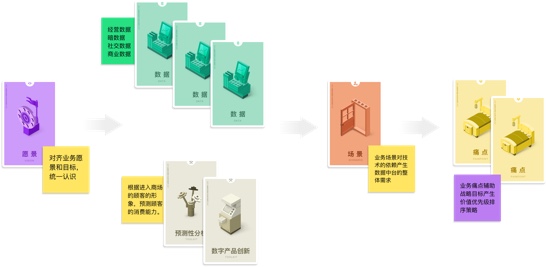 愿 景
对齐业务愿
景和目标,
统一认识
经营数据
暗数据
社交数据
商业数据
数 据
数 据
数 据
根据进入商场
的顾客的形
象，预测顾客
的消费能力。
预测性分析
数字产品创新
场 景
业务场景对技
术的依赖产生
数据中台的整
体需求
痛 点
痛 点
业务痛点辅助
战略目标产生
价值优先级排
序策略